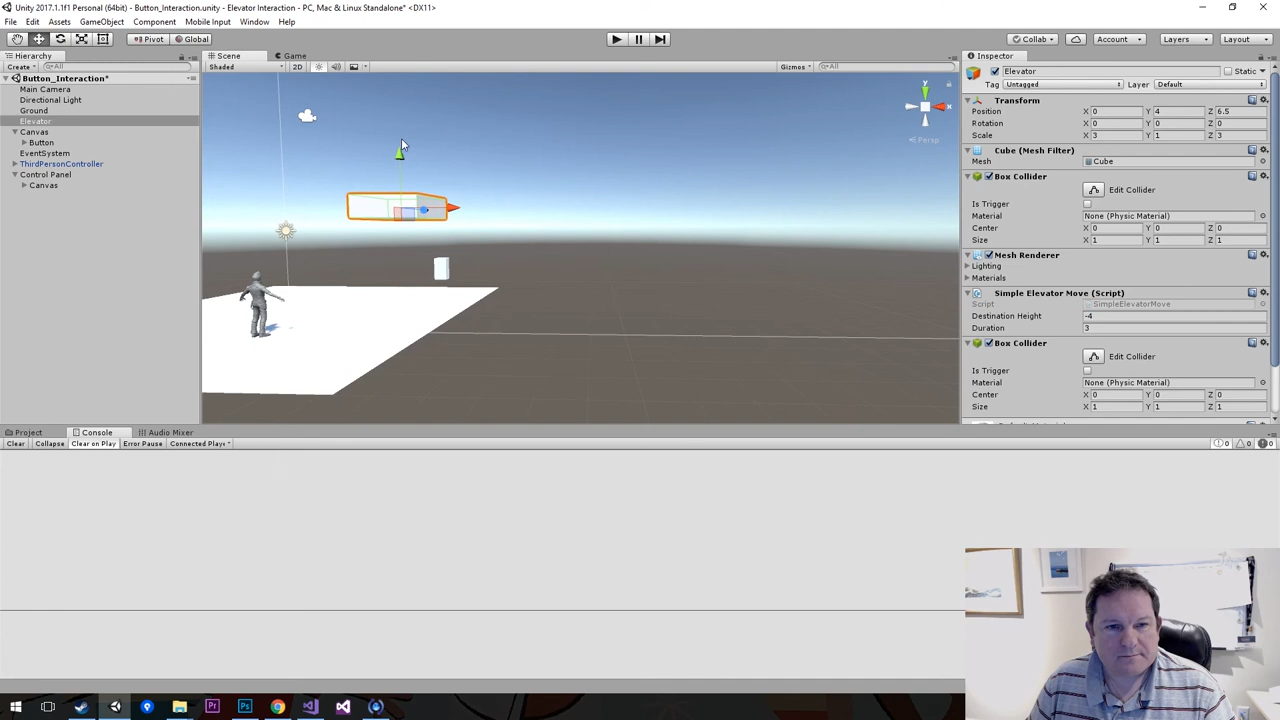 Unity 2017.1.1f1 Personal (64bit) - Button_Interaction.unity - Elevator Interaction - PC, Mac & Linux Standalone* <DX11>
File Edit Assets GameObject Component Mobile Input Window Help
Pivot Global Collab Account Layers Layout
Hierarchy Scene Game Inspector
Create All Shaded 2D Gizmos All Elevator Static
Button_Interaction* Tag Untagged Layer Default
Main Camera
Directional Light Transform
Ground Position X 0 Y 4 Z 6.5
Elevator Rotation X 0 Y 0 Z 0
Canvas Scale X 3 Y 1 Z 3
Button y x Persp
EventSystem Cube (Mesh Filter)
ThirdPersonController Mesh Cube
Control Panel Box Collider
Canvas Edit Collider
Is Trigger
Material None (Physic Material)
Center X 0 Y 0 Z 0
Size X 1 Y 1 Z 1
Mesh Renderer
Lighting
Materials
Simple Elevator Move (Script)
Script SimpleElevatorMove
Destination Height -4
Duration 3
Box Collider
Edit Collider
Is Trigger
Material None (Physic Material)
Center X 0 Y 0 Z 0
Size X 1 Y 1 Z 1
Project Console Audio Mixer
Clear Collapse Clear on Play Error Pause Connected Player 0 0 0